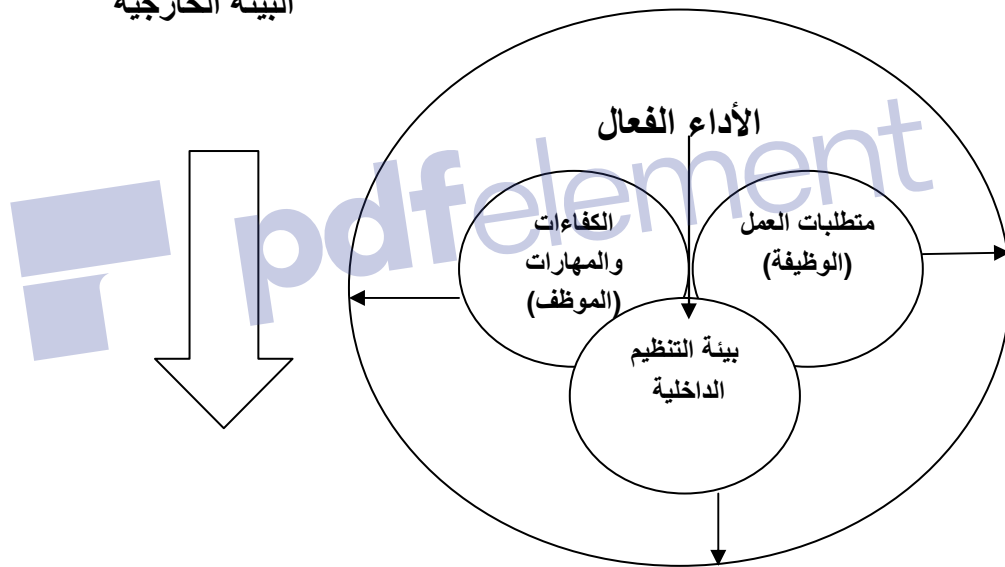 البيئة الخارجية
الأداء الفعال
متطلبات العمل
(الوظيفة)
الكفاءات
والمهارات
(الموظف)
بيئة التنظيم
الداخلية
pdfelement